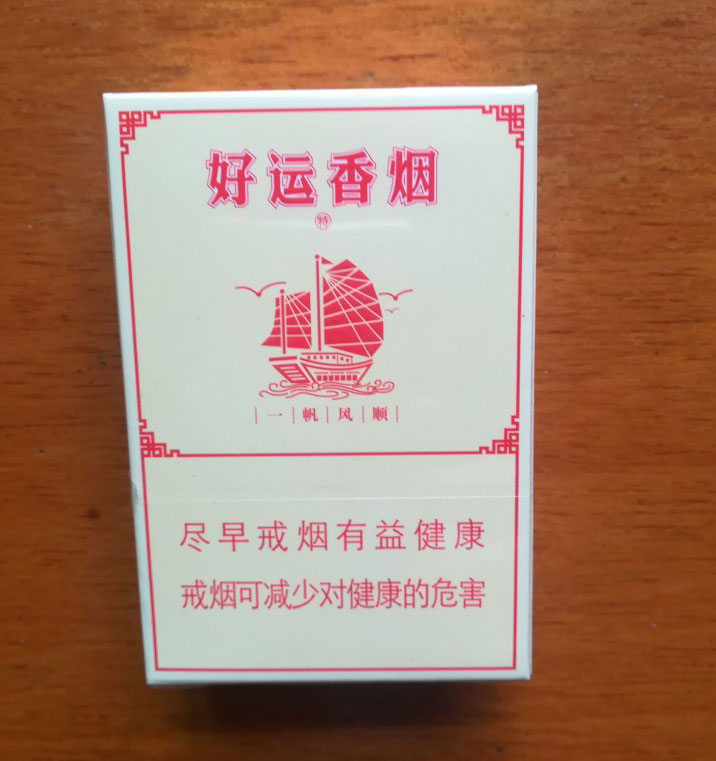 好运香烟
特
一帆风顺
尽早戒烟有益健康
戒烟可减少对健康的危害